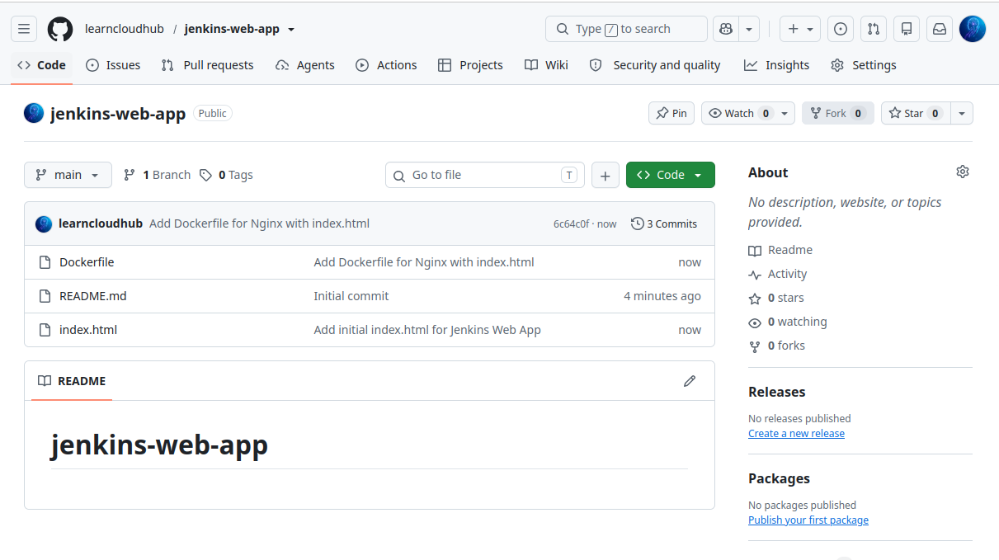 learncloudhub / jenkins-web-app
Type / to search
Code Issues Pull requests Agents Actions Projects Wiki Security and quality Insights Settings
jenkins-web-app Public
Pin Watch 0 Fork 0 Star 0
main 1 Branch 0 Tags
Go to file T
+
Code
learncloudhub Add Dockerfile for Nginx with index.html 6c64c0f · now 3 Commits
Dockerfile Add Dockerfile for Nginx with index.html now
README.md Initial commit 4 minutes ago
index.html Add initial index.html for Jenkins Web App now
README
jenkins-web-app
About
No description, website, or topics
provided.
Readme
Activity
0 stars
0 watching
0 forks
Releases
No releases published
Create a new release
Packages
No packages published
Publish your first package